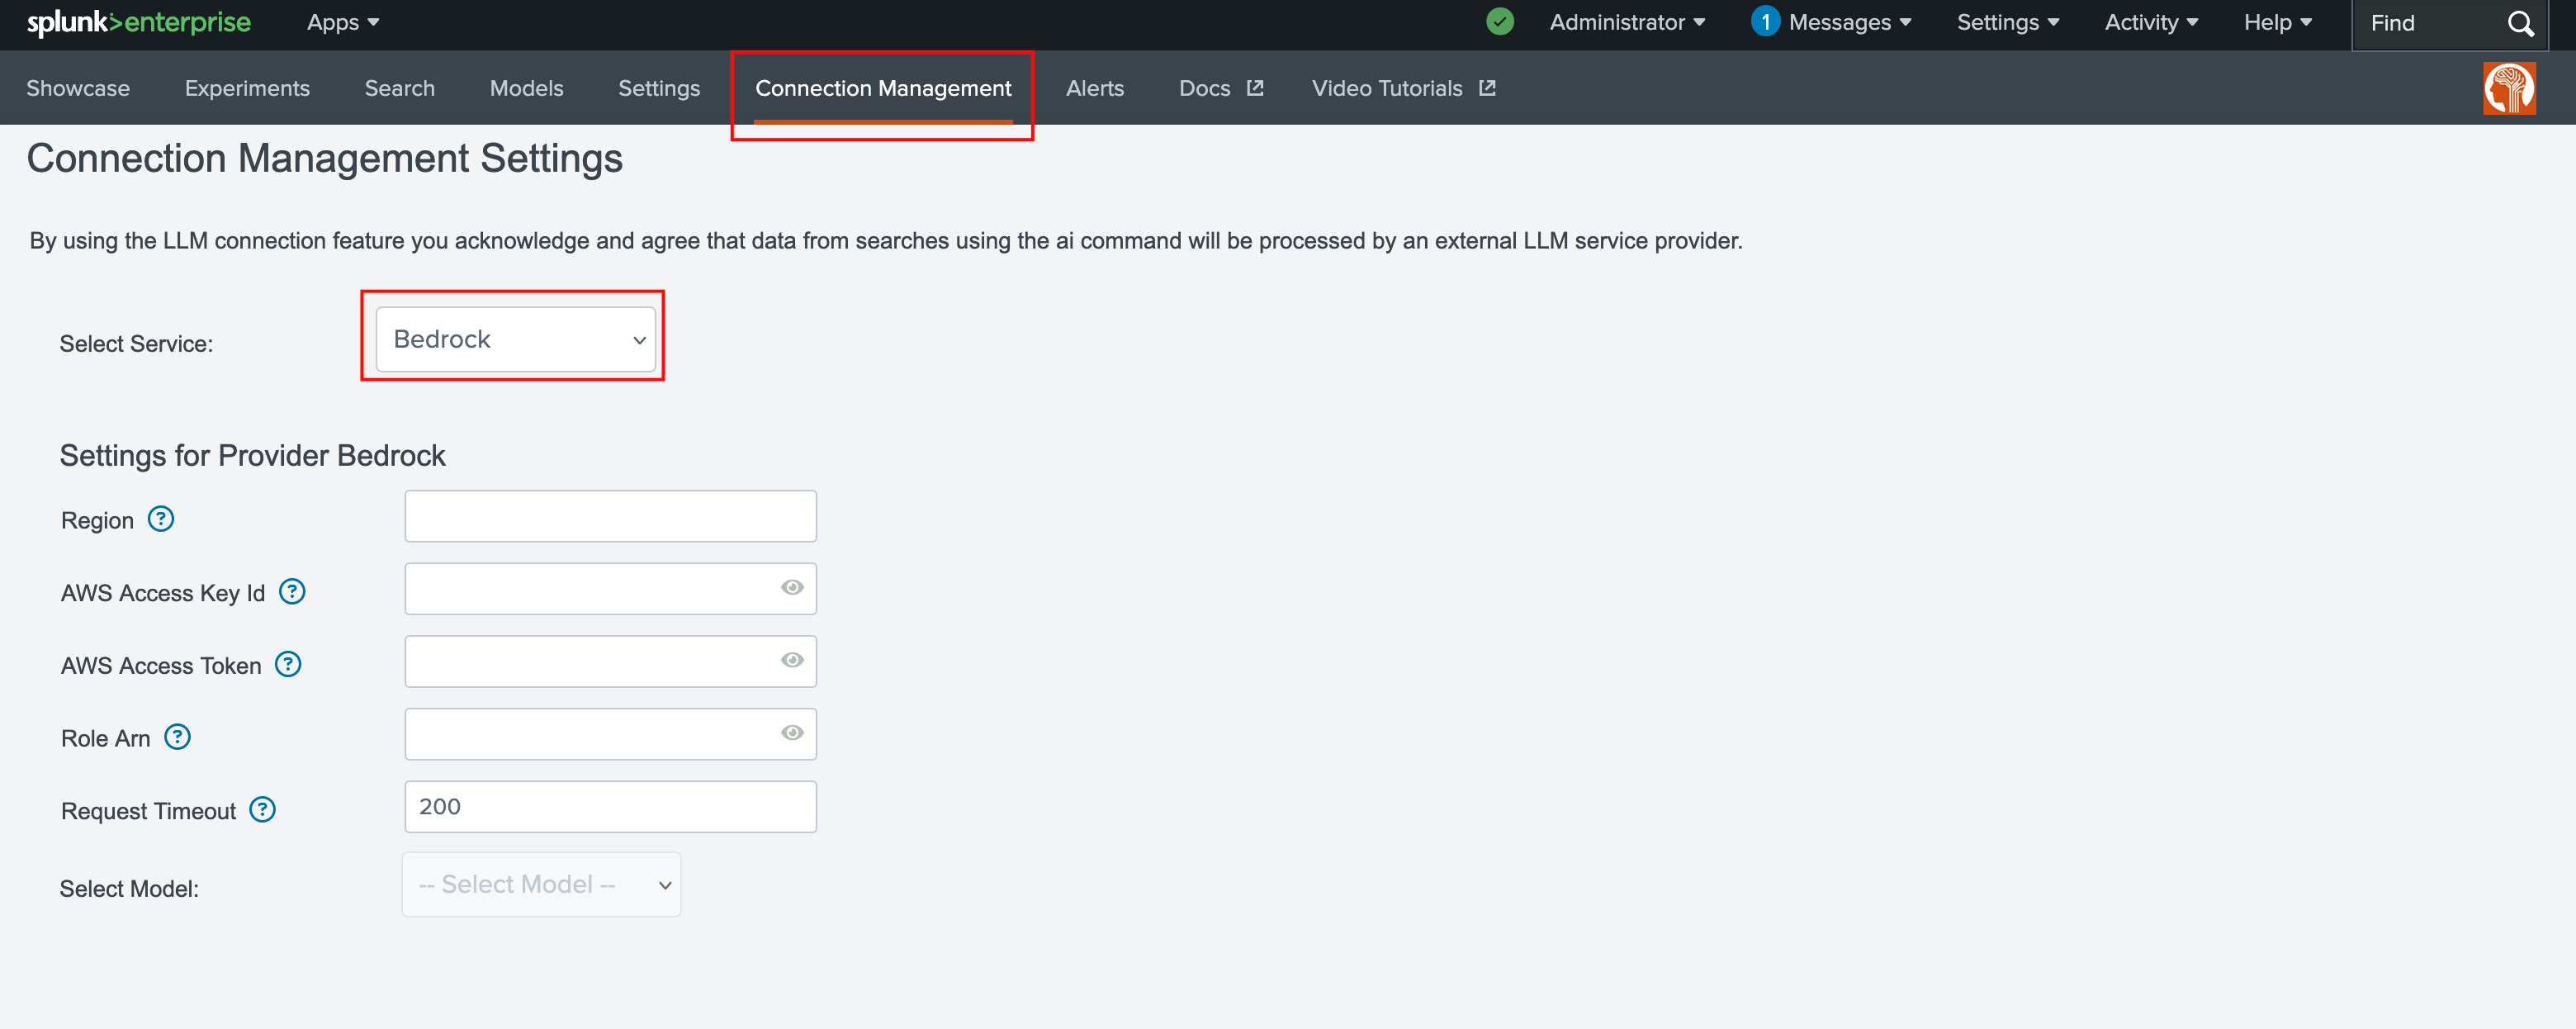 splunk>enterprise Apps Administrator 1 Messages Settings Activity Help Find
Showcase Experiments Search Models Settings Connection Management Alerts Docs Video Tutorials
Connection Management Settings
By using the LLM connection feature you acknowledge and agree that data from searches using the ai command will be processed by an external LLM service provider.
Select Service: Bedrock
Settings for Provider Bedrock
Region ?
AWS Access Key Id ?
AWS Access Token ?
Role Arn ?
Request Timeout ? 200
Select Model: -- Select Model --